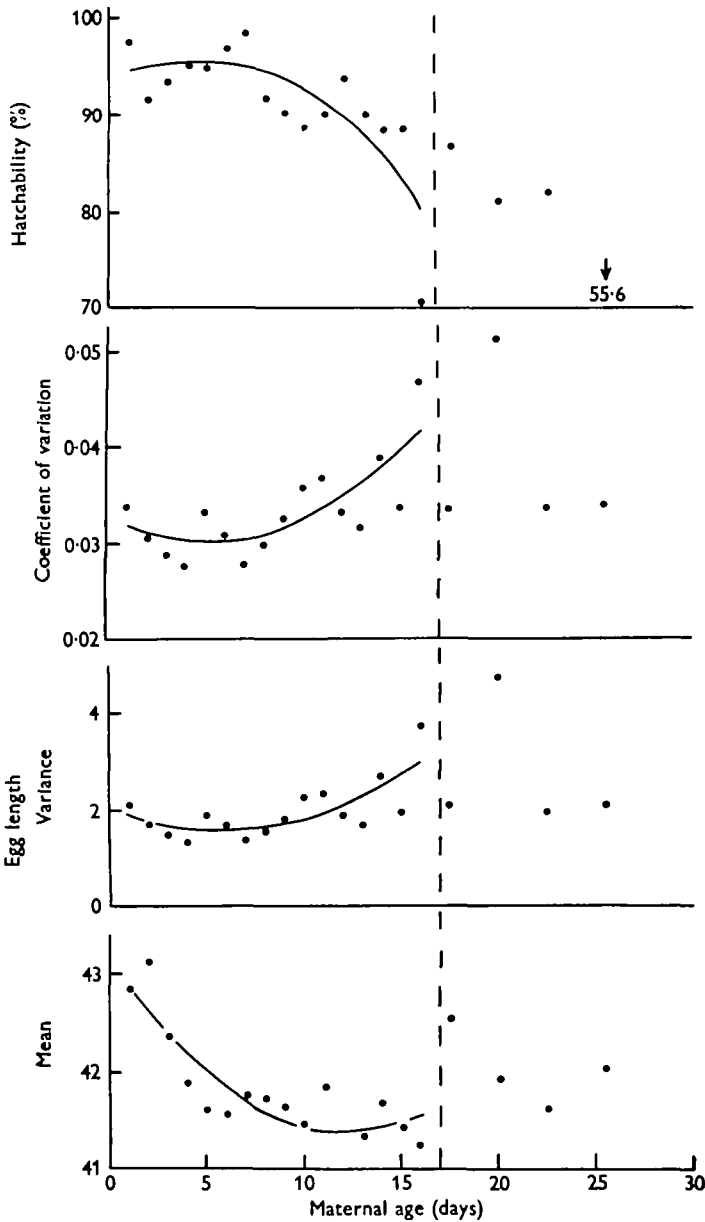 100
90
80
70
Hatchability (%)
55·6
0·05
0·04
0·03
0·02
Coefficient of variation
4
2
0
Egg length
Variance
43
42
41
Mean
0 5 10 15 20 25 30
Maternal age (days)